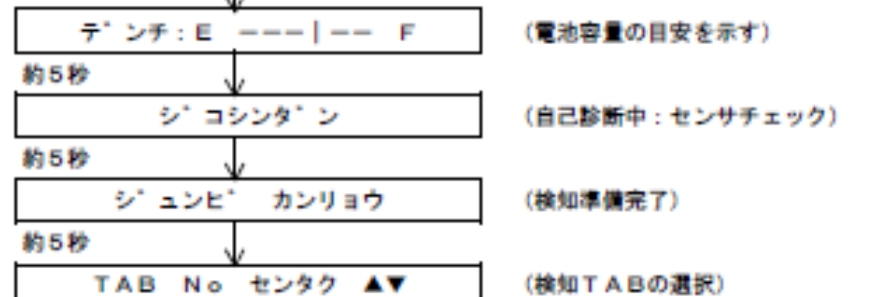 デンチ:E ---|-- F (電池容量の目安を示す)
約5秒
ジコシンダン (自己診断中:センサチェック)
約5秒
ジュンビ カンリョウ (検知準備完了)
約5秒
TAB No センタク ▲▼ (検知TABの選択)